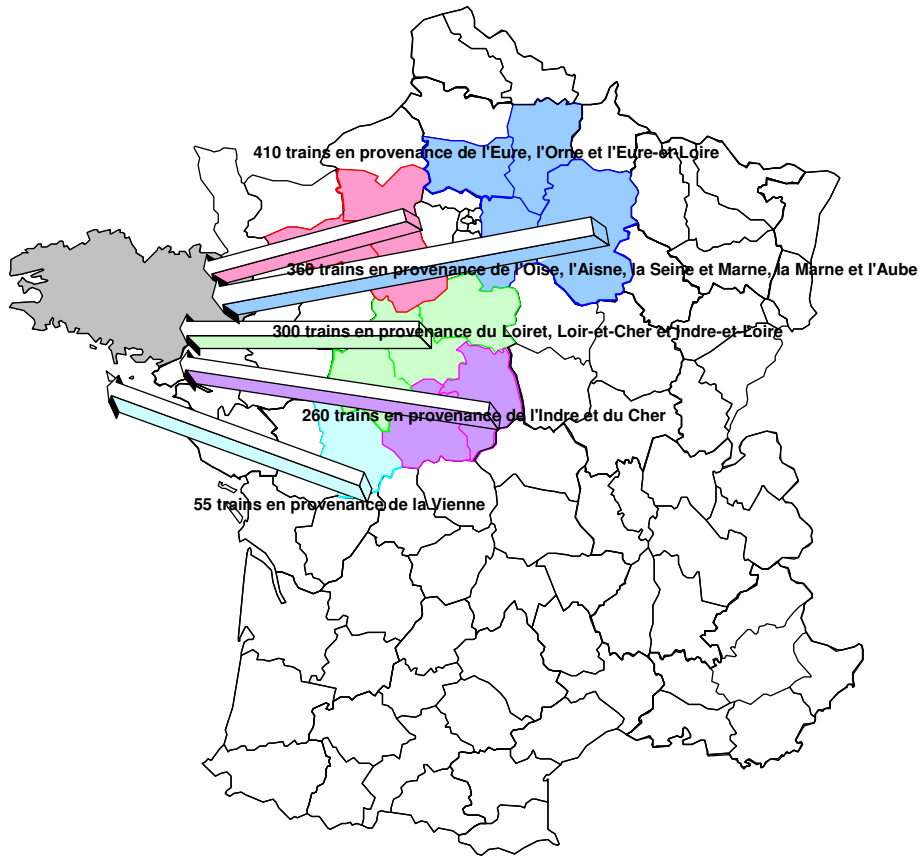 410 trains en provenance de l'Eure, l'Orne et l'Eure-et-Loire
360 trains en provenance de l'Oise, l'Aisne, la Seine et Marne, la Marne et l'Aube
300 trains en provenance du Loiret, Loir-et-Cher et Indre-et-Loire
260 trains en provenance de l'Indre et du Cher
55 trains en provenance de la Vienne